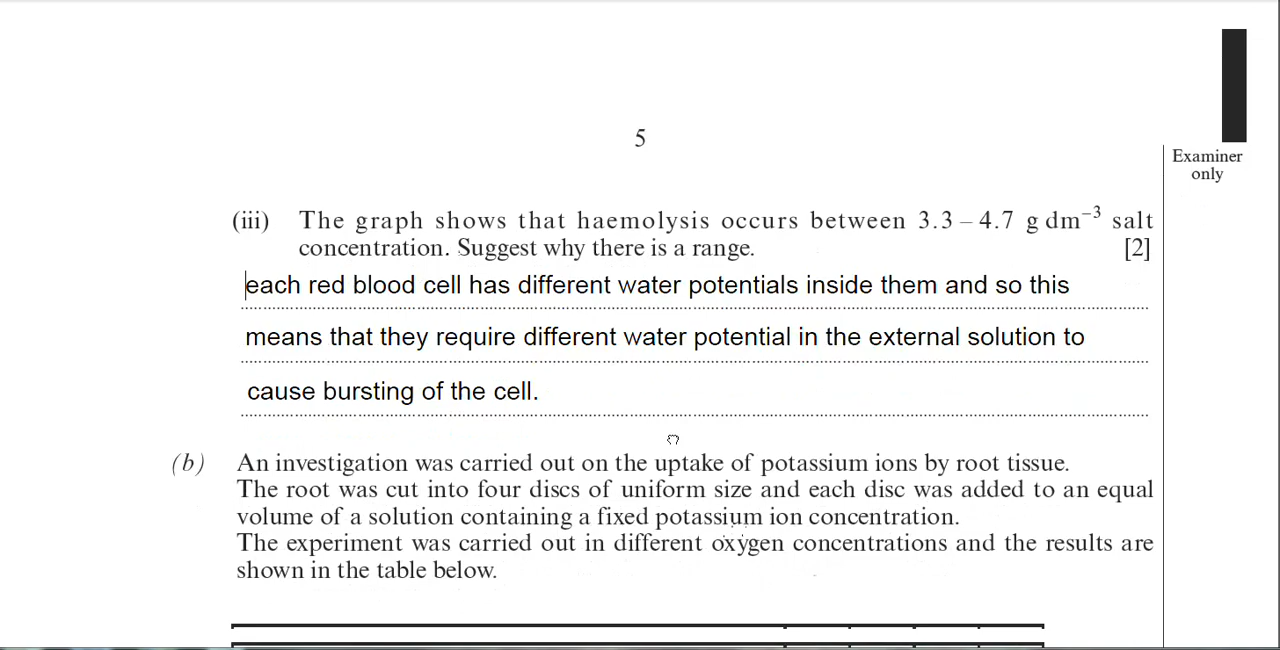 5
Examiner
only
(iii) The graph shows that haemolysis occurs between 3.3 – 4.7 g dm⁻³ salt
concentration. Suggest why there is a range. [2]
each red blood cell has different water potentials inside them and so this
means that they require different water potential in the external solution to
cause bursting of the cell.
(b) An investigation was carried out on the uptake of potassium ions by root tissue.
The root was cut into four discs of uniform size and each disc was added to an equal
volume of a solution containing a fixed potassium ion concentration.
The experiment was carried out in different oxygen concentrations and the results are
shown in the table below.